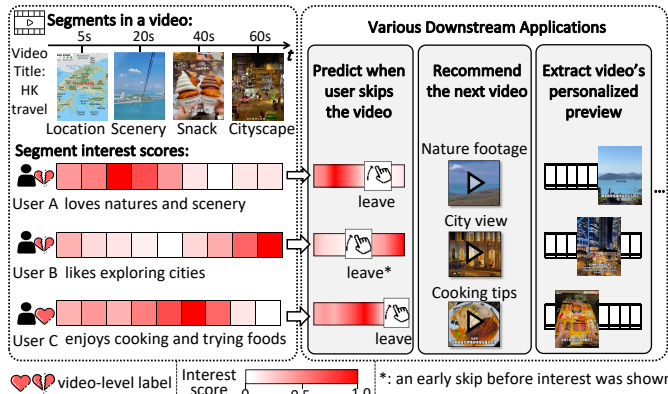 Segments in a video:
5s 20s 40s 60s
t
Video
Title:
HK
travel
Location Scenery Snack Cityscape
Segment interest scores:
User A loves natures and scenery
User B likes exploring cities
User C enjoys cooking and trying foods
Various Downstream Applications
Predict when
user skips
the video
leave
leave*
leave
Recommend
the next video
Nature footage
City view
Cooking tips
Extract video's
personalized
preview
...
video-level label
Interest
score
0 0.5 1.0
*: an early skip before interest was shown